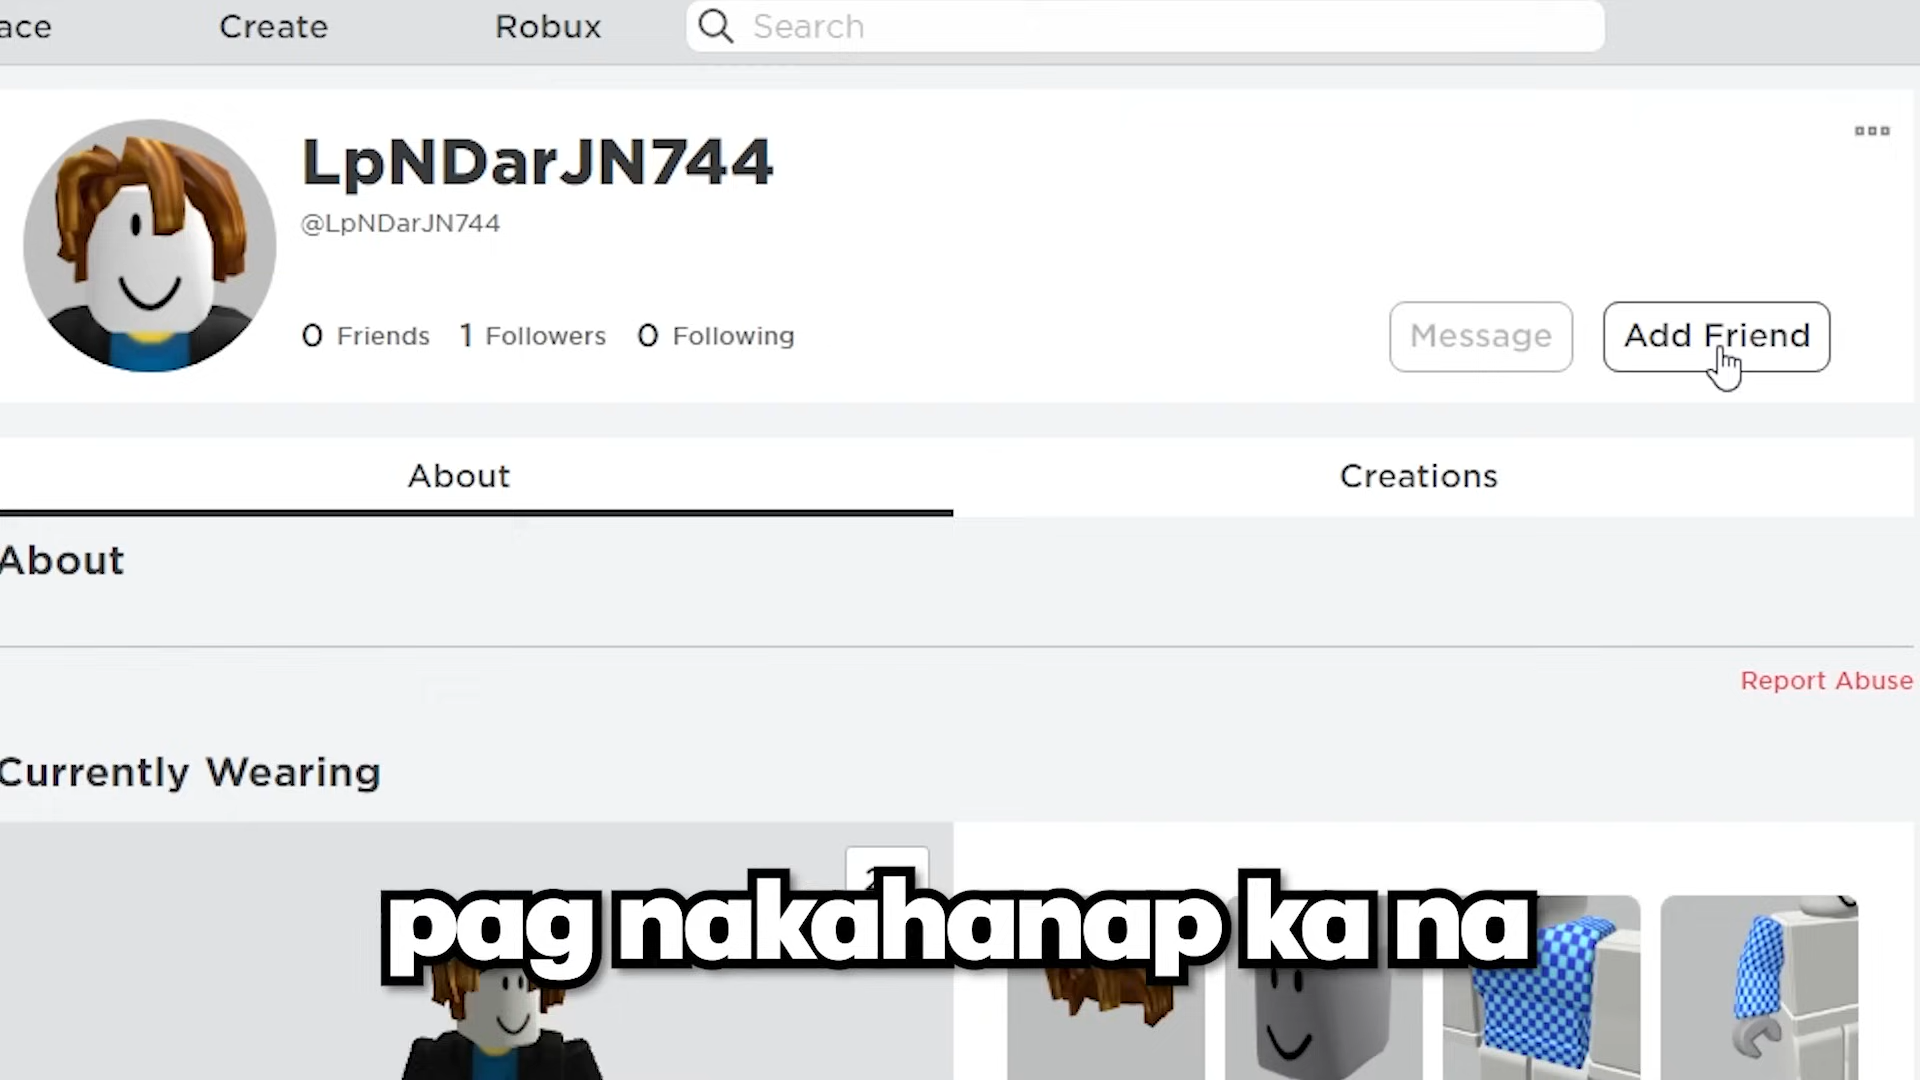 ace Create Robux Search
LpNDarJN744
@LpNDarJN744
0 Friends 1 Followers 0 Following
Message Add Friend
About Creations
About
Report Abuse
Currently Wearing
pag nakahanap ka na